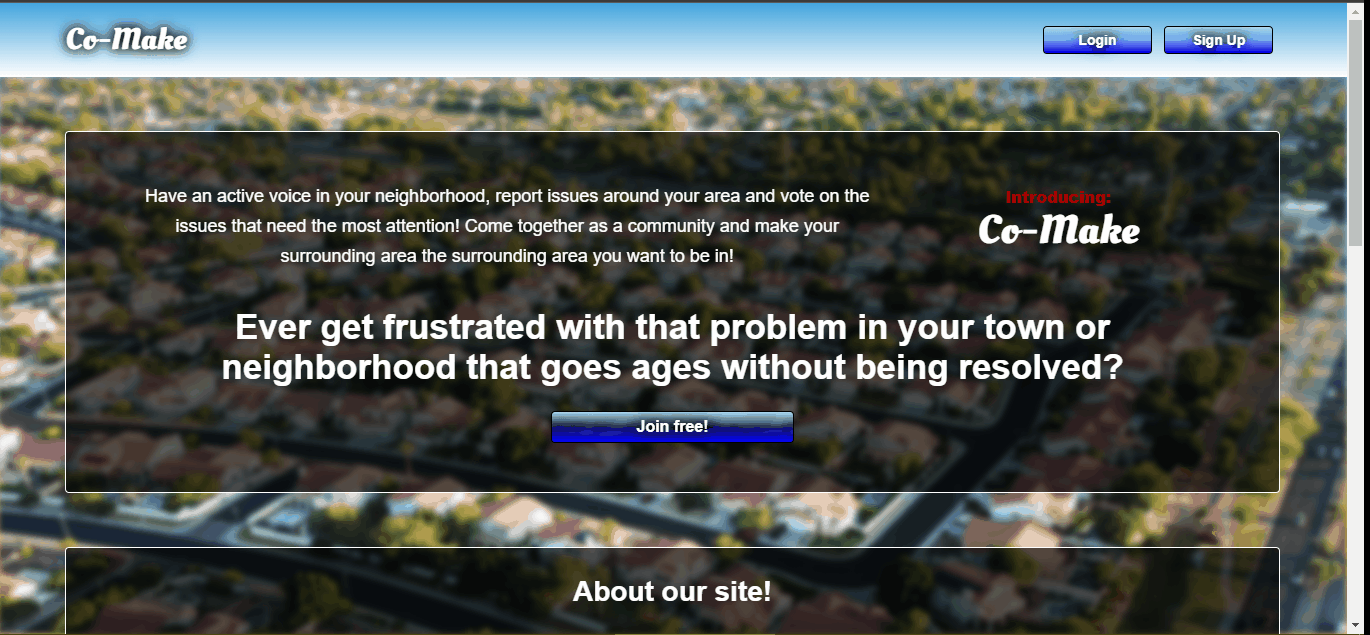 Co-Make
Login
Sign Up
Have an active voice in your neighborhood, report issues around your area and vote on the
issues that need the most attention! Come together as a community and make your
surrounding area the surrounding area you want to be in!
Introducing:
Co-Make
Ever get frustrated with that problem in your town or
neighborhood that goes ages without being resolved?
Join free!
About our site!